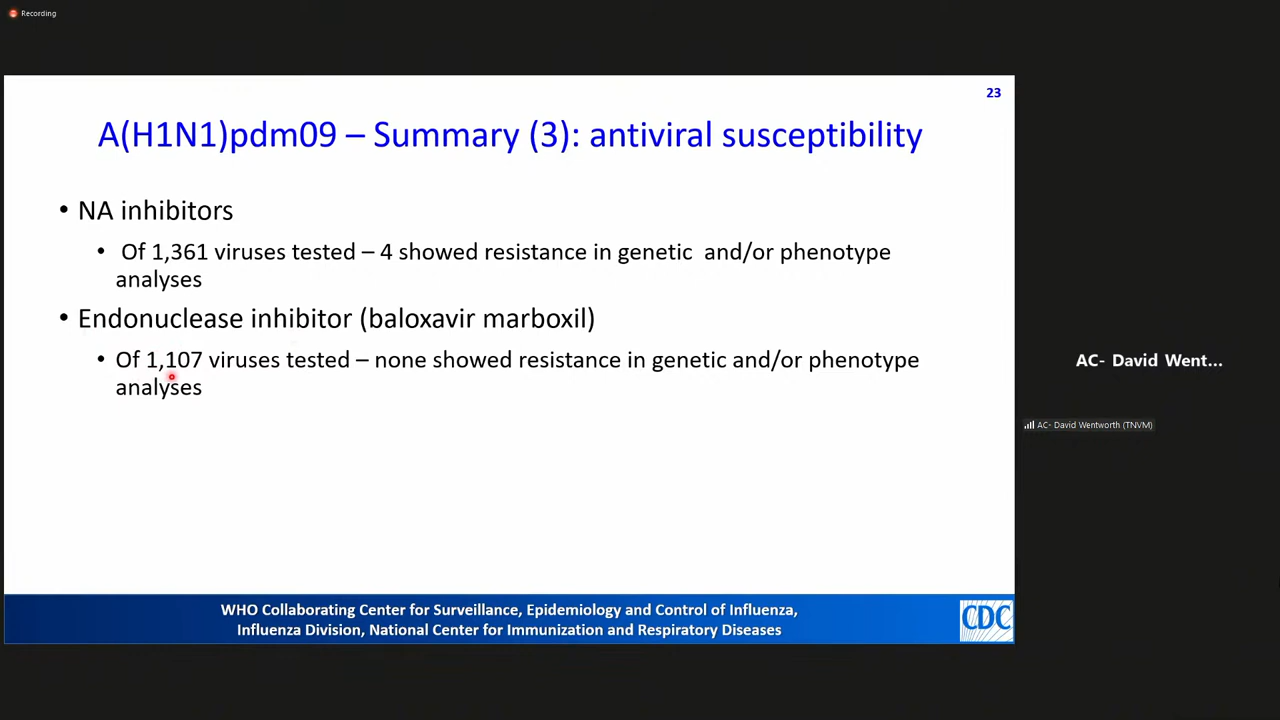 Recording
23
A(H1N1)pdm09 – Summary (3): antiviral susceptibility
• NA inhibitors
• Of 1,361 viruses tested – 4 showed resistance in genetic and/or phenotype
analyses
• Endonuclease inhibitor (baloxavir marboxil)
• Of 1,107 viruses tested – none showed resistance in genetic and/or phenotype
analyses
AC- David Went...
AC- David Wentworth (TNVM)
WHO Collaborating Center for Surveillance, Epidemiology and Control of Influenza,
Influenza Division, National Center for Immunization and Respiratory Diseases
CDC